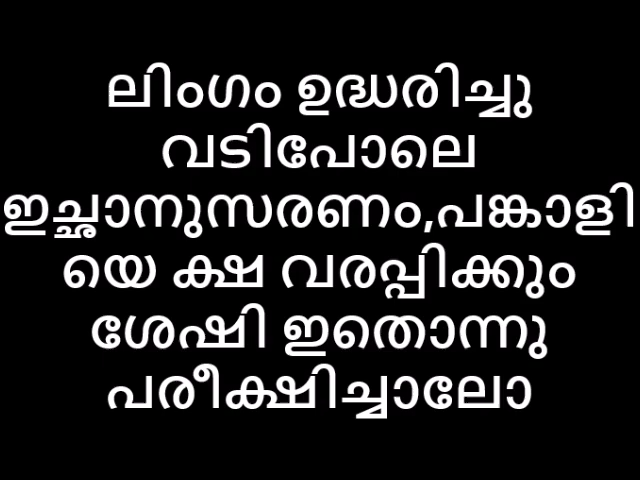 ലിംഗം ഉദ്ധരിച്ചു
വടിപോലെ
ഇച്ഛാനുസരണം,പങ്കാളി
യെ ക്ഷ വരപ്പിക്കും
ശേഷി ഇതൊന്നു
പരീക്ഷിച്ചാലോ